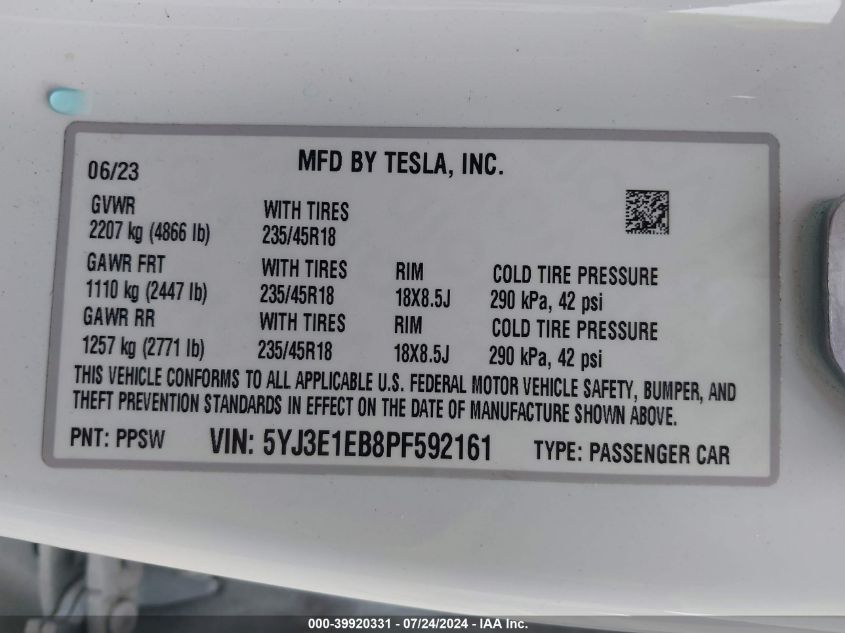 06/23 MFD BY TESLA, INC.
GVWR WITH TIRES
2207 kg (4866 lb) 235/45R18
GAWR FRT WITH TIRES RIM COLD TIRE PRESSURE
1110 kg (2447 lb) 235/45R18 18X8.5J 290 kPa, 42 psi
GAWR RR WITH TIRES RIM COLD TIRE PRESSURE
1257 kg (2771 lb) 235/45R18 18X8.5J 290 kPa, 42 psi
THIS VEHICLE CONFORMS TO ALL APPLICABLE U.S. FEDERAL MOTOR VEHICLE SAFETY, BUMPER, AND
THEFT PREVENTION STANDARDS IN EFFECT ON THE DATE OF MANUFACTURE SHOWN ABOVE.
PNT: PPSW VIN: 5YJ3E1EB8PF592161 TYPE: PASSENGER CAR
000-39920331 - 07/24/2024 - IAA Inc.